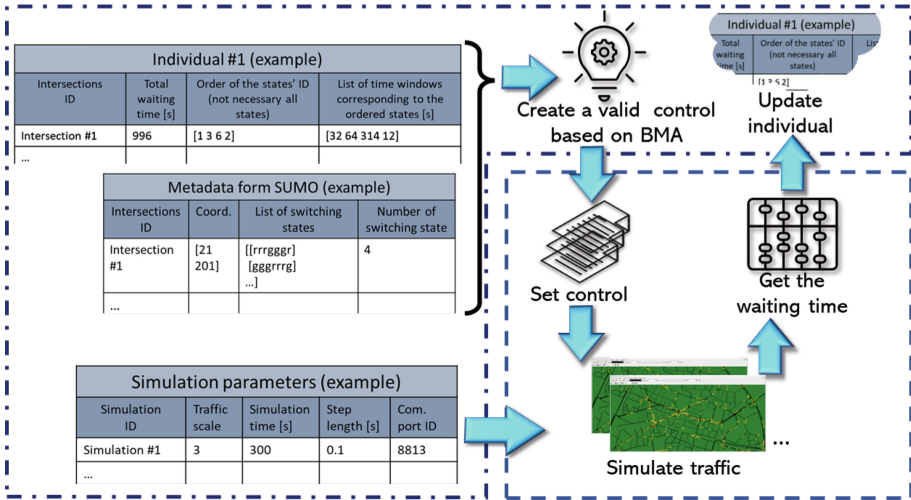 Individual #1 (example)
Intersections ID
Total waiting time [s]
Order of the states' ID (not necessary all states)
List of time windows corresponding to the ordered states [s]
Intersection #1 996 [1 3 6 2] [32 64 314 12]
...
Metadata form SUMO (example)
Intersections ID
Coord.
List of switching states
Number of switching state
Intersection #1
[21 201]
[[rrrgggr]
[gggrrrg]
...]
4
...
Simulation parameters (example)
Simulation ID
Traffic scale
Simulation time [s]
Step length [s]
Com. port ID
Simulation #1 3 300 0.1 8813
...
Create a valid control
based on BMA
Set control
Simulate traffic
...
Get the
waiting time
Update
individual
Individual #1 (example)
Total
waiting
Order of the states' ID
(not necessary all
states)